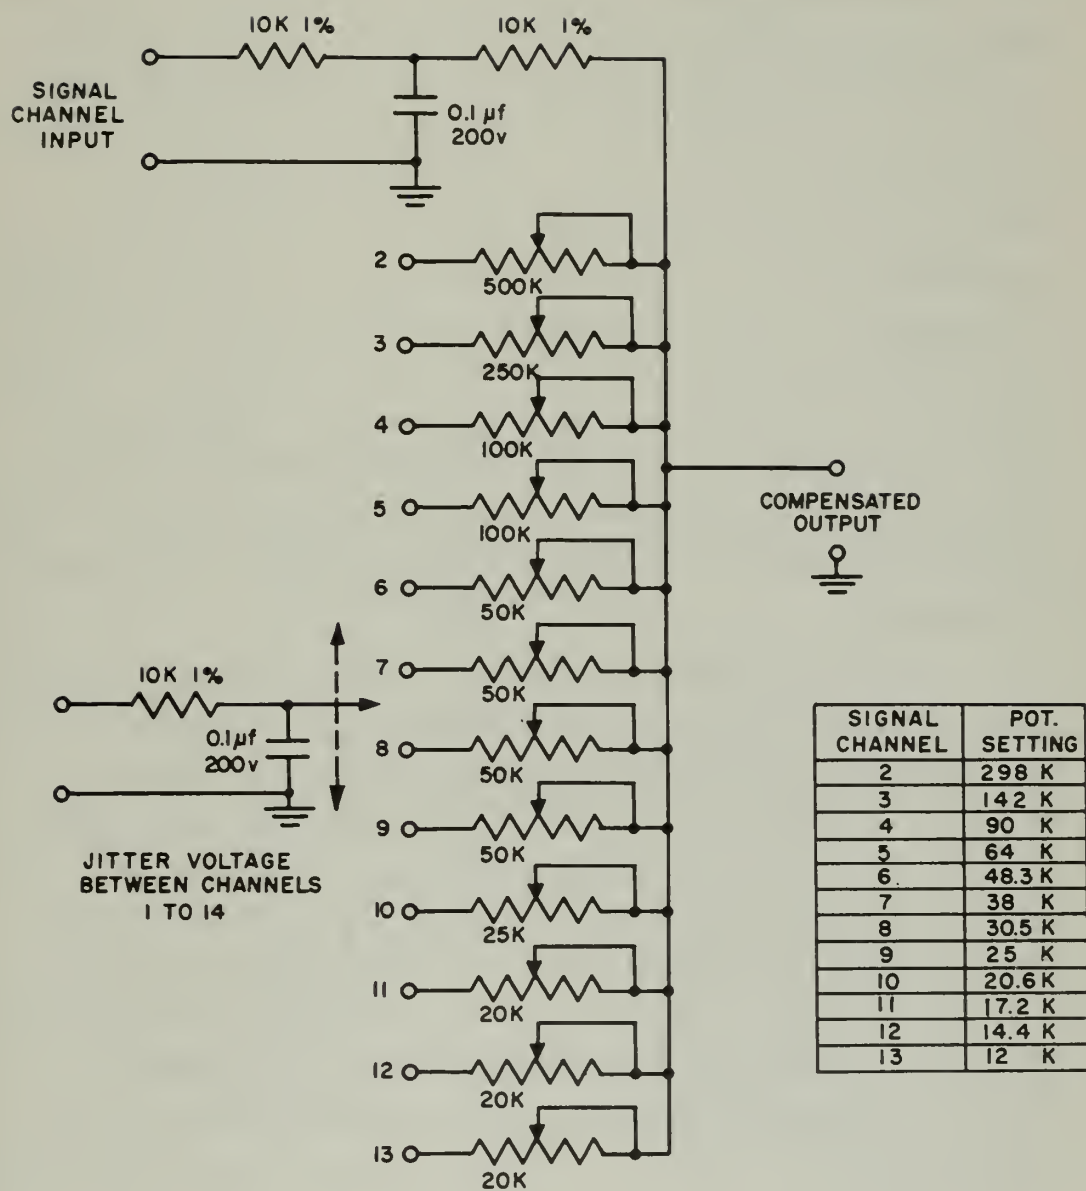 10K 1%
10K 1%
SIGNAL
CHANNEL
INPUT
0.1 µf
200v
2
500K
3
250K
4
100K
5
100K
6
50K
7
50K
10K 1%
0.1µf
200v
8
50K
9
50K
JITTER VOLTAGE
BETWEEN CHANNELS
1 TO 14
10
25K
11
20K
12
20K
13
20K
COMPENSATED
OUTPUT
SIGNAL CHANNEL POT. SETTING
2 298 K
3 142 K
4 90 K
5 64 K
6 48.3 K
7 38 K
8 30.5 K
9 25 K
10 20.6 K
11 17.2 K
12 14.4 K
13 12 K